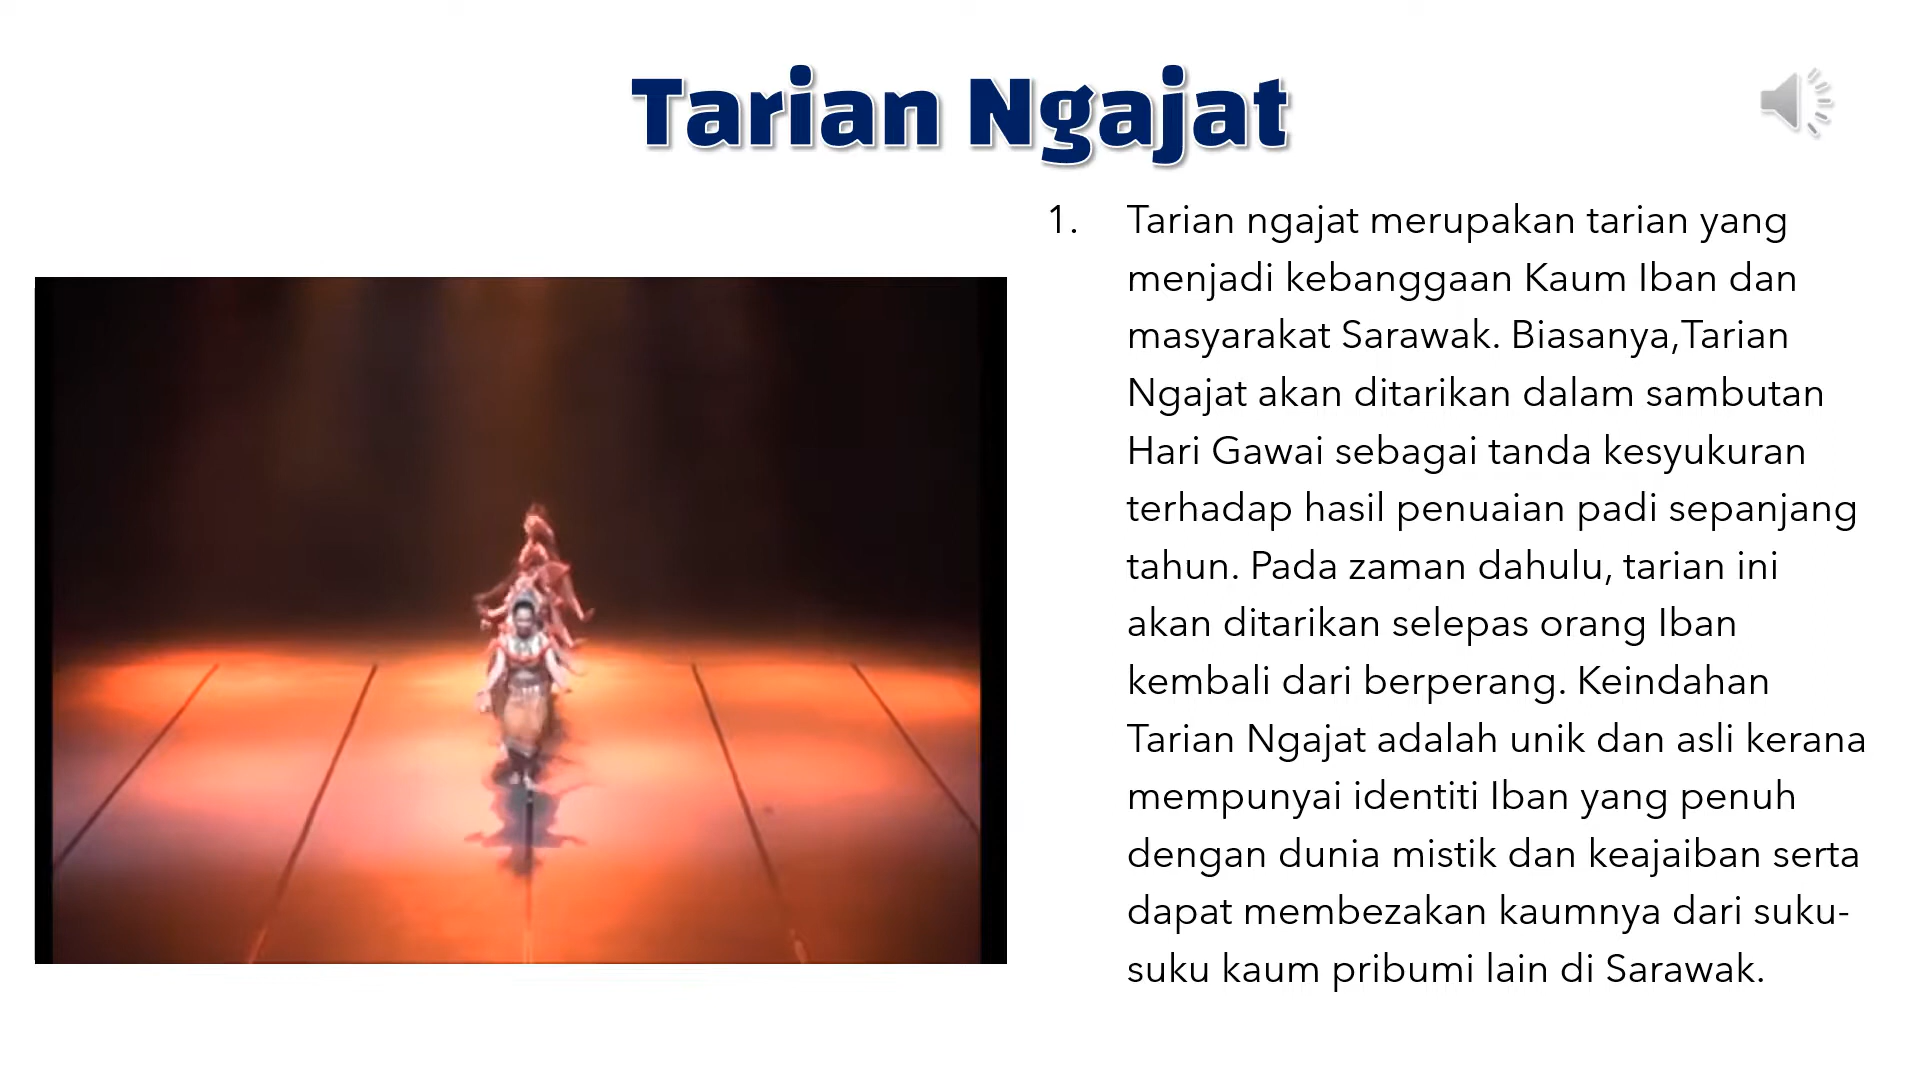 Tarian Ngajat
1. Tarian ngajat merupakan tarian yang
menjadi kebanggaan Kaum Iban dan
masyarakat Sarawak. Biasanya,Tarian
Ngajat akan ditarikan dalam sambutan
Hari Gawai sebagai tanda kesyukuran
terhadap hasil penuaian padi sepanjang
tahun. Pada zaman dahulu, tarian ini
akan ditarikan selepas orang Iban
kembali dari berperang. Keindahan
Tarian Ngajat adalah unik dan asli kerana
mempunyai identiti Iban yang penuh
dengan dunia mistik dan keajaiban serta
dapat membezakan kaumnya dari suku-
suku kaum pribumi lain di Sarawak.